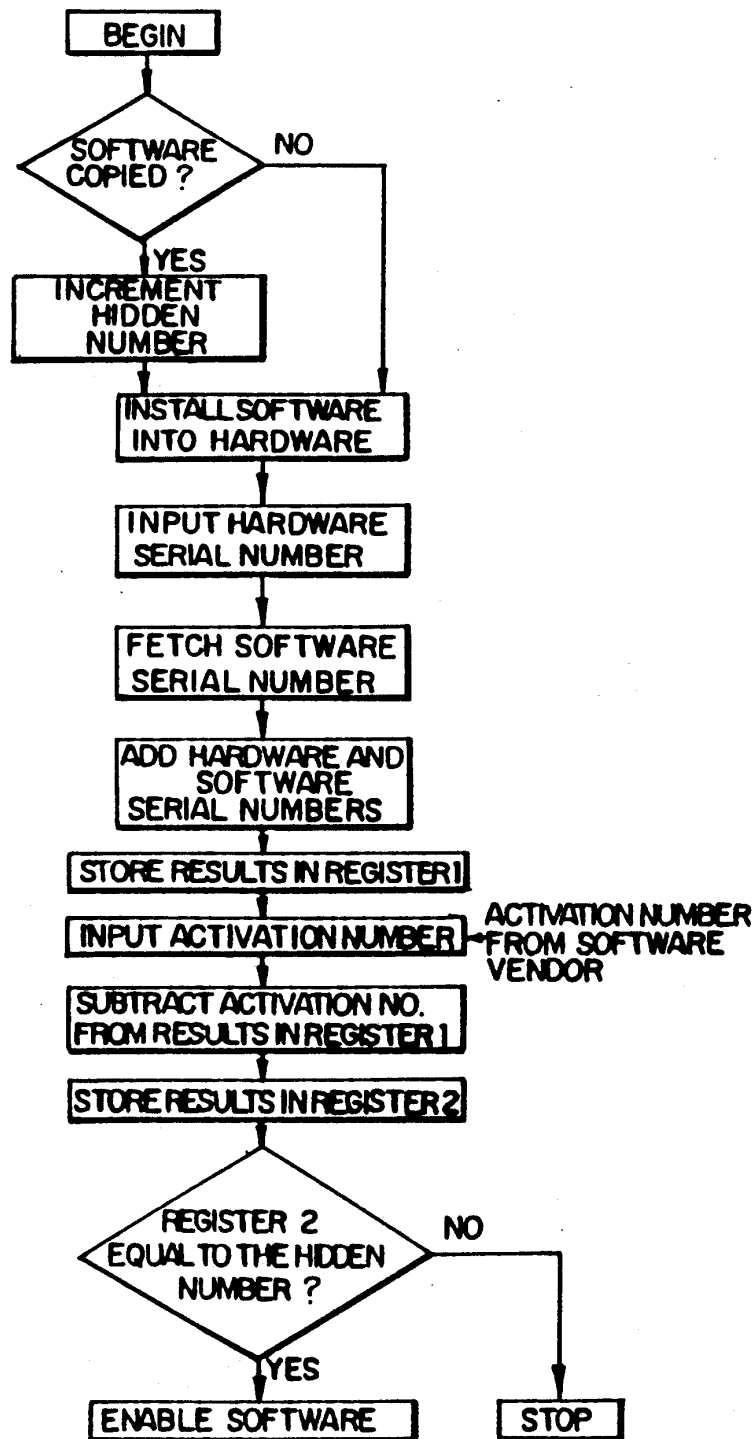 BEGIN
SOFTWARE
COPIED ?
NO
YES
INCREMENT
HIDDEN
NUMBER
INSTALL SOFTWARE
INTO HARDWARE
INPUT HARDWARE
SERIAL NUMBER
FETCH SOFTWARE
SERIAL NUMBER
ADD HARDWARE AND
SOFTWARE
SERIAL NUMBERS
STORE RESULTS IN REGISTER 1
INPUT ACTIVATION NUMBER
ACTIVATION NUMBER
FROM SOFTWARE
VENDOR
SUBTRACT ACTIVATION NO.
FROM RESULTS IN REGISTER 1
STORE RESULTS IN REGISTER 2
REGISTER 2
EQUAL TO THE HIDDEN
NUMBER ?
NO
YES
ENABLE SOFTWARE
STOP